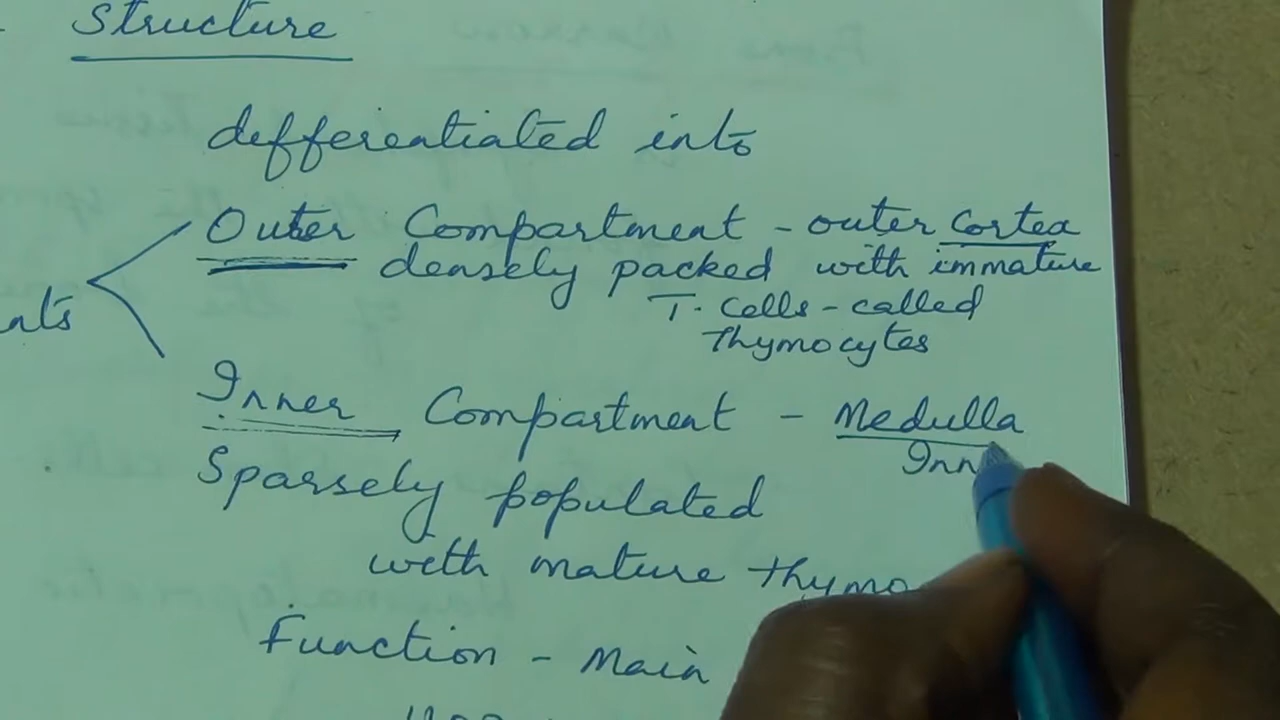 Structure
differentiated into
Outer Compartment - outer Cortex
densely packed with immature
T. Cells - called
Thymocytes
Inner Compartment - Medulla
Inn
Sparsely populated
with mature thymo
Function - Main